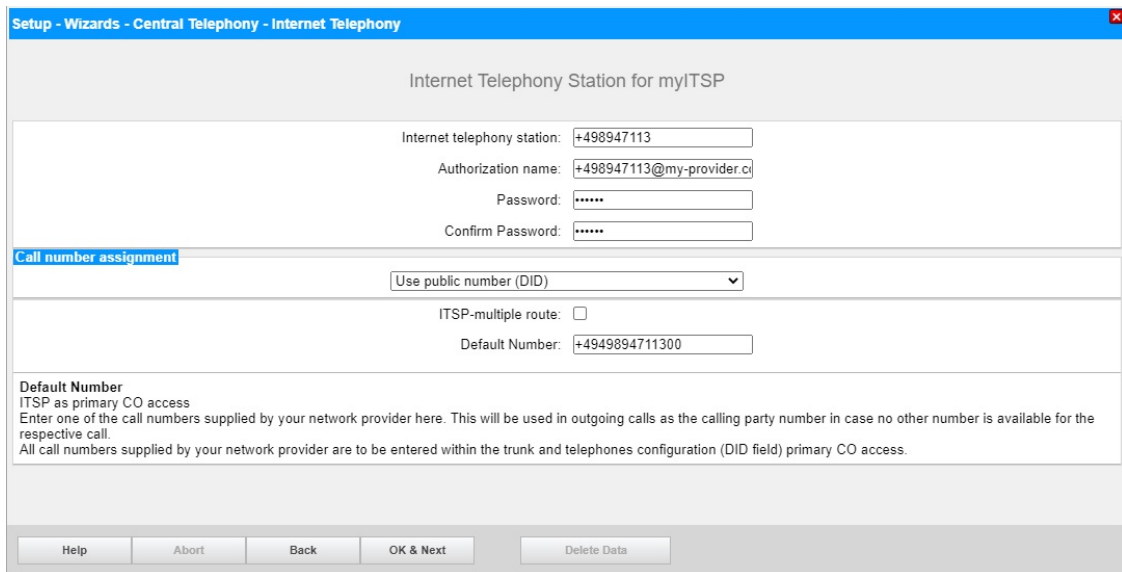 Setup - Wizards - Central Telephony - Internet Telephony
Internet Telephony Station for myITSP
Internet telephony station: +498947113
Authorization name: +498947113@my-provider.c
Password: ••••••
Confirm Password: ••••••
Call number assignment
Use public number (DID)
ITSP-multiple route:
Default Number: +4949894711300
Default Number
ITSP as primary CO access
Enter one of the call numbers supplied by your network provider here. This will be used in outgoing calls as the calling party number in case no other number is available for the
respective call.
All call numbers supplied by your network provider are to be entered within the trunk and telephones configuration (DID field) primary CO access.
Help Abort Back OK & Next Delete Data